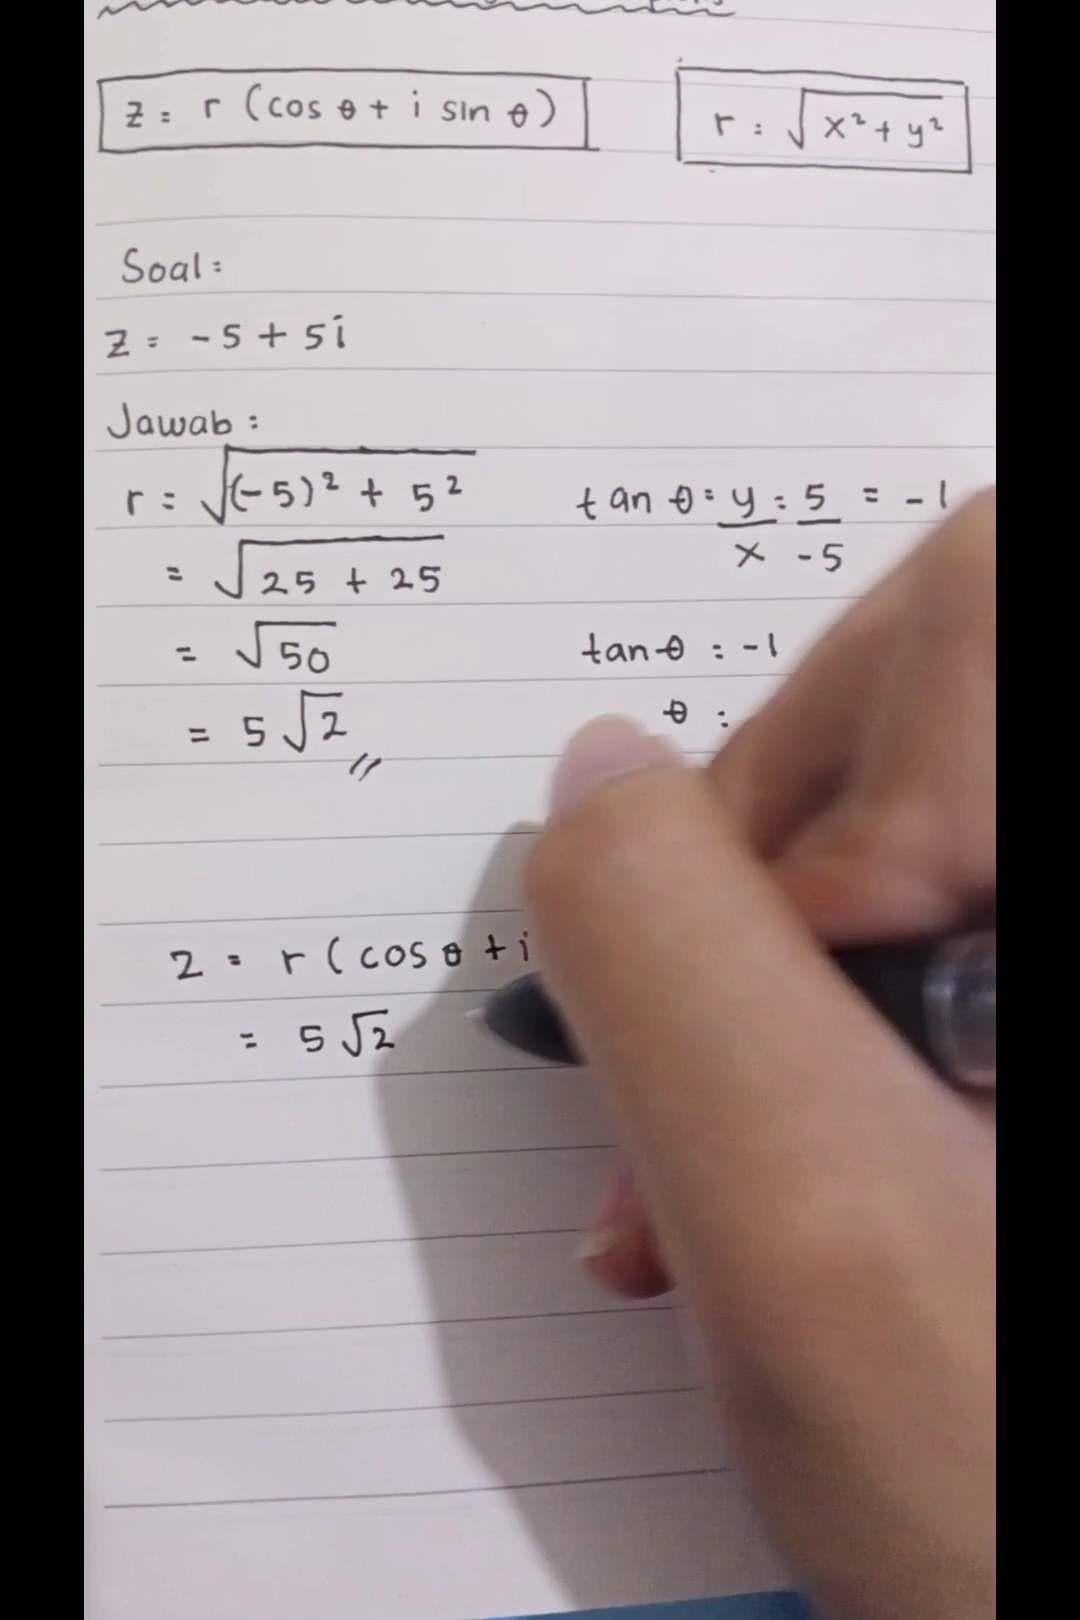 z = r (cos θ + i sin θ)
r = √x² + y²
Soal :
z = -5 + 5i
Jawab :
r = √(-5)² + 5²
= √25 + 25
= √50
= 5√2
tan θ = y/x = 5/-5 = -1
tan θ = -1
θ =
z = r (cos θ + i
= 5√2